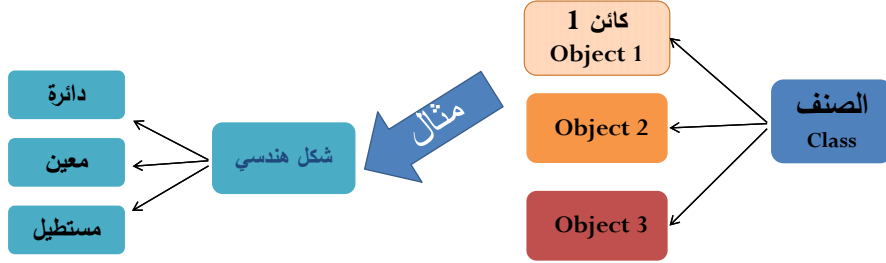 الصنف
Class
كائن 1
Object 1
Object 2
Object 3
مثال
شكل هندسي
دائرة
معين
مستطيل